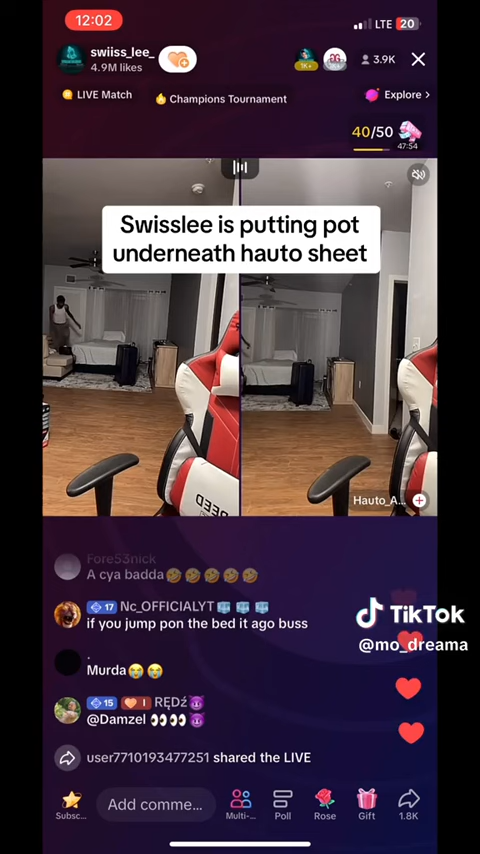 12:02
LTE 20
swiiss_lee_
4.9M likes
1K+
3.9K
LIVE Match
Champions Tournament
Explore >
40/50
47:54
Swisslee is putting pot
underneath hauto sheet
Hauto_A...
Fore53nick
A cya badda🤣🤣🤣🤣🤣
17 Nc_OFFICIALYT🧊🧊🧊
if you jump pon the bed it ago buss
.
Murda😭😭
15 I RĘDź😈
@Damzel 👀👀😈
user7710193477251 shared the LIVE
TikTok
@mo_dreama
Subsc...
Add comme...
Multi-...
Poll
Rose
Gift
1.8K